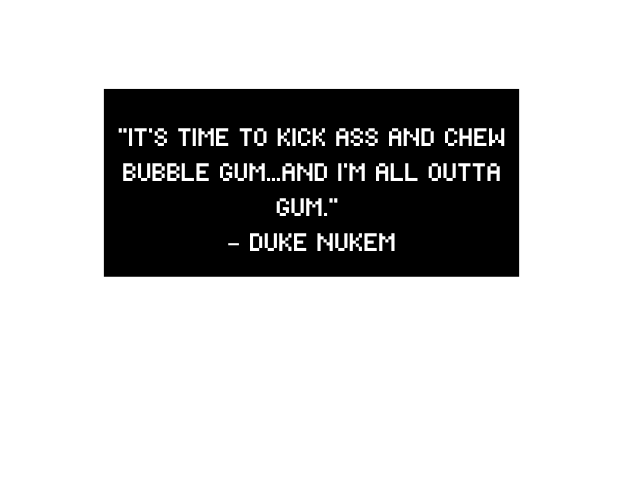 "IT'S TIME TO KICK ASS AND CHEW
BUBBLE GUM...AND I'M ALL OUTTA
GUM."
- DUKE NUKEM